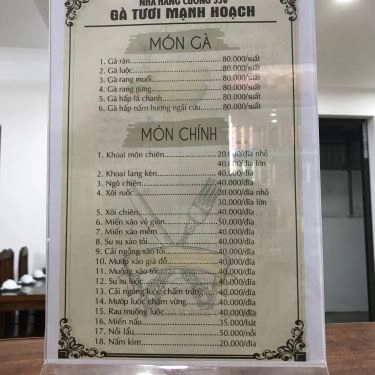 NHÀ HÀNG CƯỜNG 336
GÀ TƯƠI MẠNH HOẠCH
MÓN GÀ
1. Gà rán 80.000/suất
2. Gà luộc 80.000/suất
3. Gà rang muối 80.000/suất
4. Gà rang gừng 80.000/suất
5. Gà hấp lá chanh 80.000/suất
6. Gà hấp nấm hương ngải cứu 80.000/suất
MÓN CHÍNH
1. Khoai môn chiên 20.000/đĩa nhỏ
40.000/đĩa lớn
2. Khoai lang kén 40.000/đĩa
3. Ngô chiên 40.000/đĩa
4. Xôi ruốc 20.000/đĩa nhỏ
30.000/đĩa lớn
5. Xôi chiên 40.000/đĩa
6. Miến xào vỏ giòn 50.000/đĩa
7. Miến xào mềm 40.000/đĩa
8. Su su xào tỏi 40.000/đĩa
9. Cải ngồng xào tỏi 40.000/đĩa
10. Mướp xào giá đỗ 40.000/đĩa
11. Muống xào tỏi 40.000/đĩa
12. Su su luộc 40.000/đĩa
13. Cải ngồng luộc chấm trứng 40.000/đĩa
14. Mướp luộc chấm vừng 40.000/đĩa
15. Rau muống luộc 40.000/đĩa
16. Miến nấu 35.000/bát
17. Nồi lẩu 50.000/nồi
18. Nấm kim 20.000/đĩa